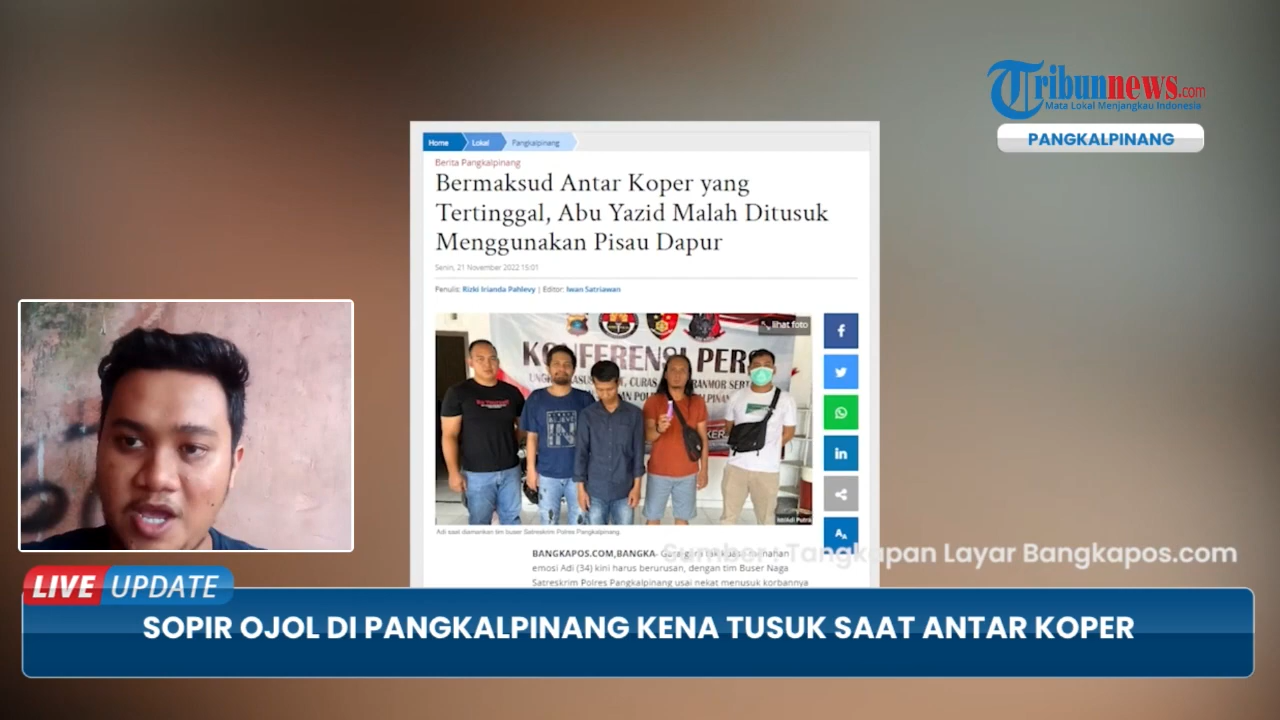 Tribunnews.com
Mata Lokal Menjangkau Indonesia
PANGKALPINANG
Home Lokal Pangkalpinang
Berita Pangkalpinang
Bermaksud Antar Koper yang
Tertinggal, Abu Yazid Malah Ditusuk
Menggunakan Pisau Dapur
Senin, 21 November 2022 15:01
Penulis: Rizki Irianda Pahlevy | Editor: Iwan Satriawan
lihat foto
KONFERENSI PERS
CURAS
Adi saat diamankan tim buser Satreskrim Polres Pangkalpinang
BANGKAPOS.COM,BANGKA-
emosi Adi (34) kini harus berurusan, dengan tim Buser Naga
Satreskrim Polres Pangkalpinang usai nekat menusuk korbannya
Sumber : Tangkapan Layar Bangkapos.com
LIVE UPDATE
SOPIR OJOL DI PANGKALPINANG KENA TUSUK SAAT ANTAR KOPER